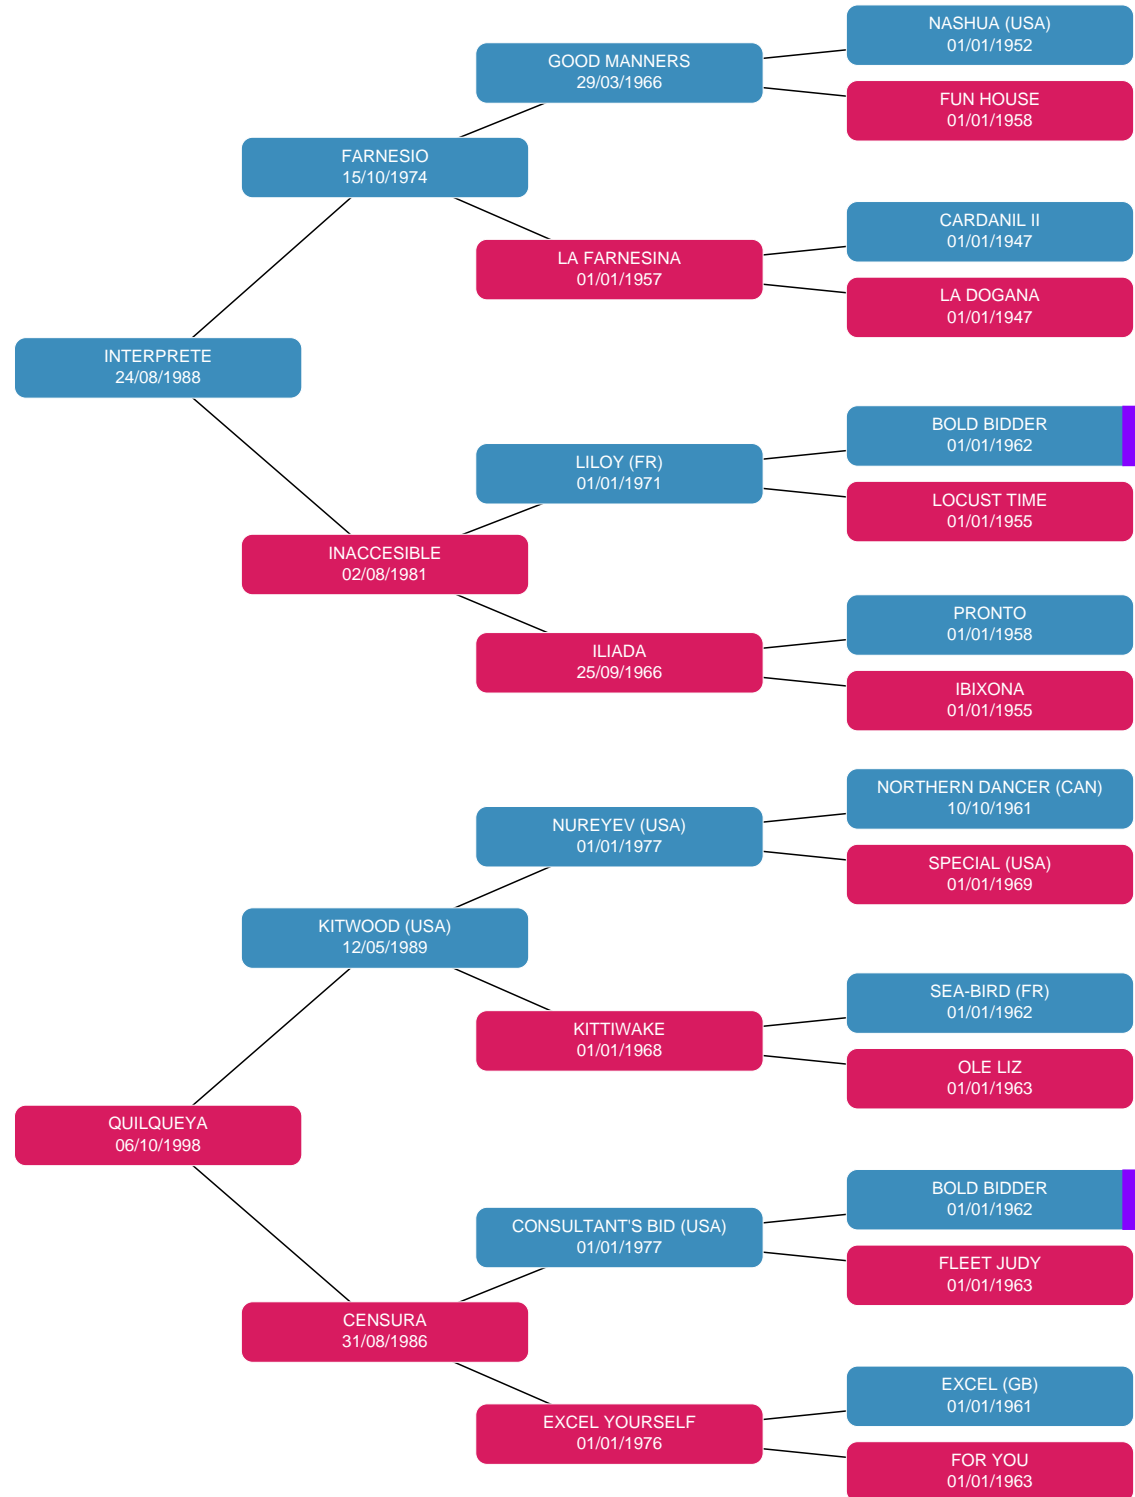 NASHUA (USA)
01/01/1952
GOOD MANNERS
29/03/1966
FUN HOUSE
01/01/1958
FARNESIO
15/10/1974
CARDANIL II
01/01/1947
LA FARNESINA
01/01/1957
LA DOGANA
01/01/1947
INTERPRETE
24/08/1988
BOLD BIDDER
01/01/1962
LILOY (FR)
01/01/1971
LOCUST TIME
01/01/1955
INACCESIBLE
02/08/1981
PRONTO
01/01/1958
ILIADA
25/09/1966
IBIXONA
01/01/1955
NORTHERN DANCER (CAN)
10/10/1961
NUREYEV (USA)
01/01/1977
SPECIAL (USA)
01/01/1969
KITWOOD (USA)
12/05/1989
SEA-BIRD (FR)
01/01/1962
KITTIWAKE
01/01/1968
OLE LIZ
01/01/1963
QUILQUEYA
06/10/1998
BOLD BIDDER
01/01/1962
CONSULTANT'S BID (USA)
01/01/1977
FLEET JUDY
01/01/1963
CENSURA
31/08/1986
EXCEL (GB)
01/01/1961
EXCEL YOURSELF
01/01/1976
FOR YOU
01/01/1963